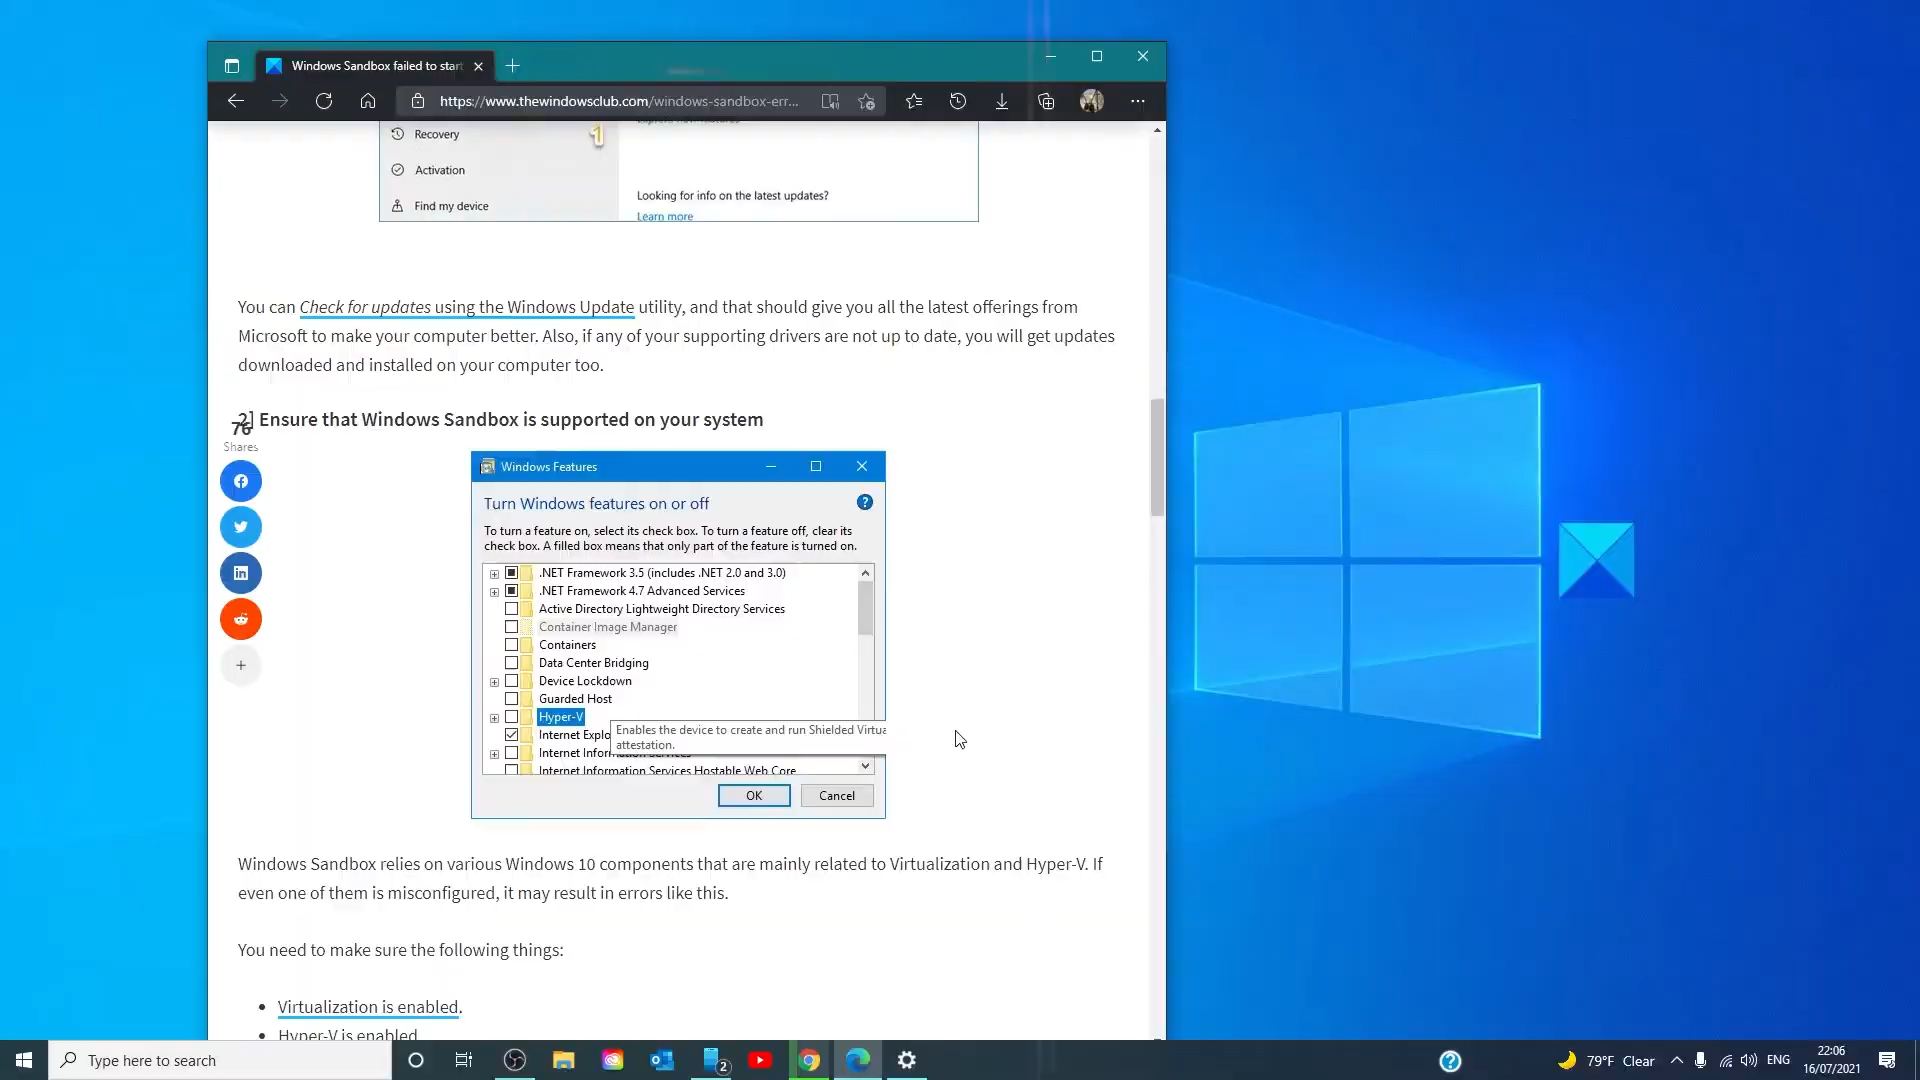 Windows Sandbox failed to start
https://www.thewindowsclub.com/windows-sandbox-err...
Recovery
1
Activation
Looking for info on the latest updates?
Find my device
Learn more
You can Check for updates using the Windows Update utility, and that should give you all the latest offerings from
Microsoft to make your computer better. Also, if any of your supporting drivers are not up to date, you will get updates
downloaded and installed on your computer too.
2] Ensure that Windows Sandbox is supported on your system
76
Shares
Windows Features
Turn Windows features on or off
To turn a feature on, select its check box. To turn a feature off, clear its
check box. A filled box means that only part of the feature is turned on.
.NET Framework 3.5 (includes .NET 2.0 and 3.0)
.NET Framework 4.7 Advanced Services
Active Directory Lightweight Directory Services
Container Image Manager
Containers
Data Center Bridging
Device Lockdown
Guarded Host
Hyper-V
Enables the device to create and run Shielded Virtua
attestation.
Internet Explo
Internet Information Services
Internet Information Services Hostable Web Core
OK
Cancel
Windows Sandbox relies on various Windows 10 components that are mainly related to Virtualization and Hyper-V. If
even one of them is misconfigured, it may result in errors like this.
You need to make sure the following things:
• Virtualization is enabled.
• Hyper-V is enabled
Type here to search
2
79°F Clear
ENG
22:06
16/07/2021